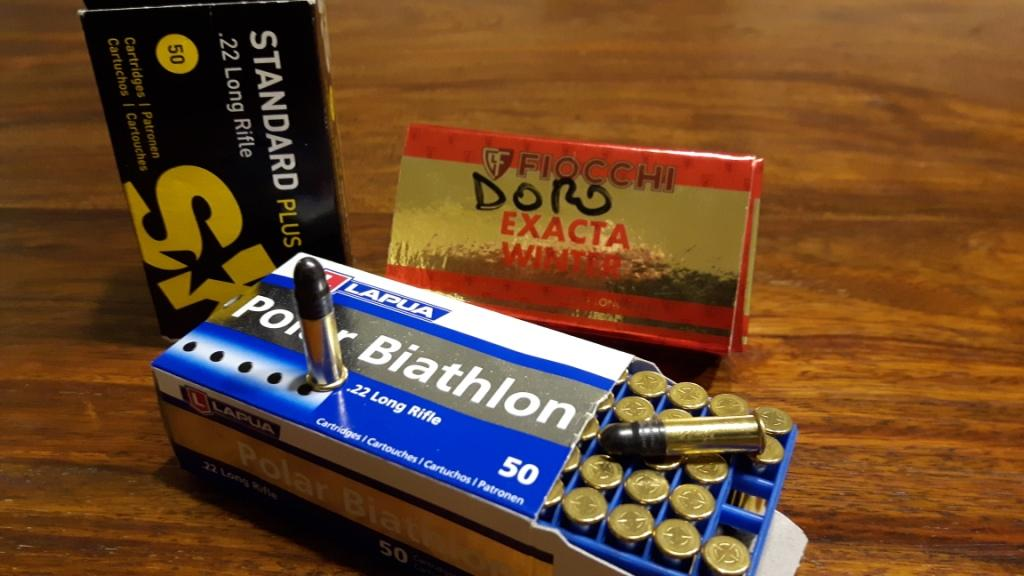 STANDARD PLUS
.22 Long Rifle
50
Cartridges | Patronen
Cartuchos | Cartouches
SK
FIOCCHI
DORO
EXACTA
WINTER
LAPUA
Polar Biathlon
.22 Long Rifle
Cartridges / Cartouches / Cartuchos / Patronen
50
LAPUA
Polar Biathlon
.22 Long Rifle
50